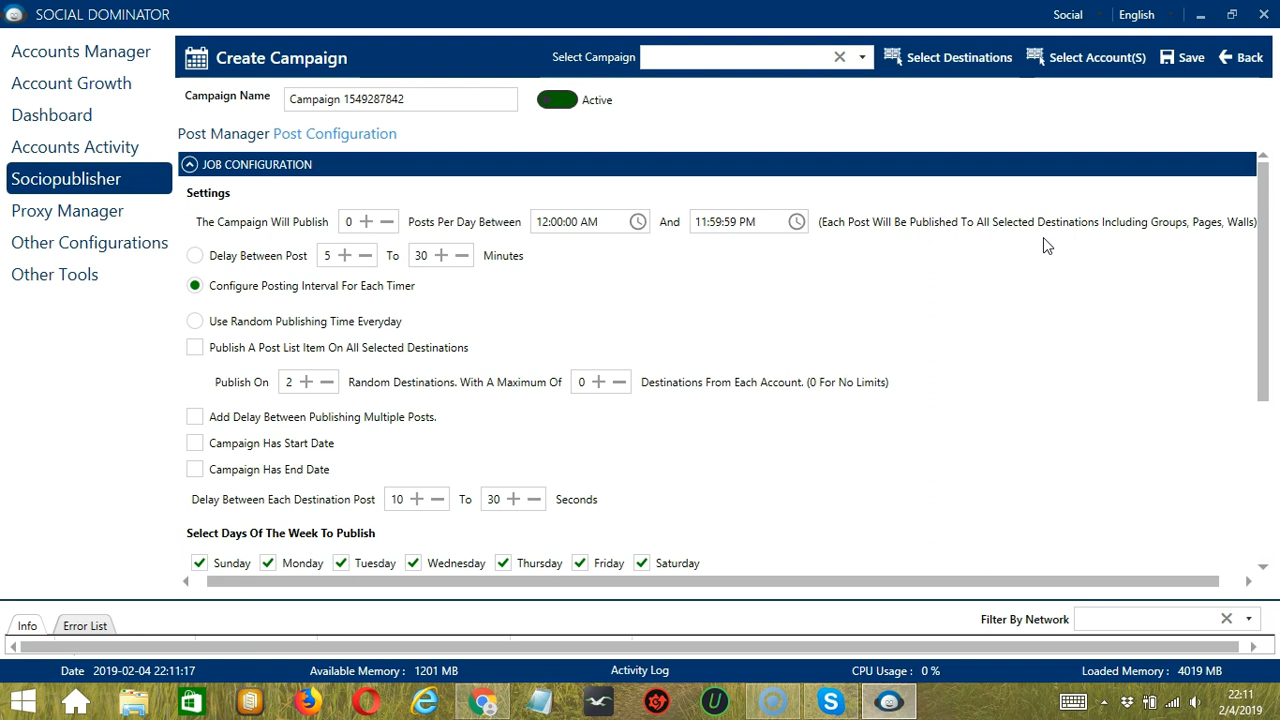 SOCIAL DOMINATOR
Social
English
Accounts Manager
Account Growth
Dashboard
Accounts Activity
Sociopublisher
Proxy Manager
Other Configurations
Other Tools
Create Campaign
Select Campaign
Select Destinations
Select Account(S)
Save
Back
Campaign Name
Campaign 1549287842
Active
Post Manager Post Configuration
JOB CONFIGURATION
Settings
The Campaign Will Publish 0 Posts Per Day Between 12:00:00 AM And 11:59:59 PM (Each Post Will Be Published To All Selected Destinations Including Groups, Pages, Walls)
Delay Between Post 5 To 30 Minutes
Configure Posting Interval For Each Timer
Use Random Publishing Time Everyday
Publish A Post List Item On All Selected Destinations
Publish On 2 Random Destinations. With A Maximum Of 0 Destinations From Each Account. (0 For No Limits)
Add Delay Between Publishing Multiple Posts.
Campaign Has Start Date
Campaign Has End Date
Delay Between Each Destination Post 10 To 30 Seconds
Select Days Of The Week To Publish
Sunday Monday Tuesday Wednesday Thursday Friday Saturday
Info Error List
Filter By Network
Date 2019-02-04 22:11:17 Available Memory : 1201 MB Activity Log CPU Usage : 0 % Loaded Memory : 4019 MB
22:11
2/4/2019